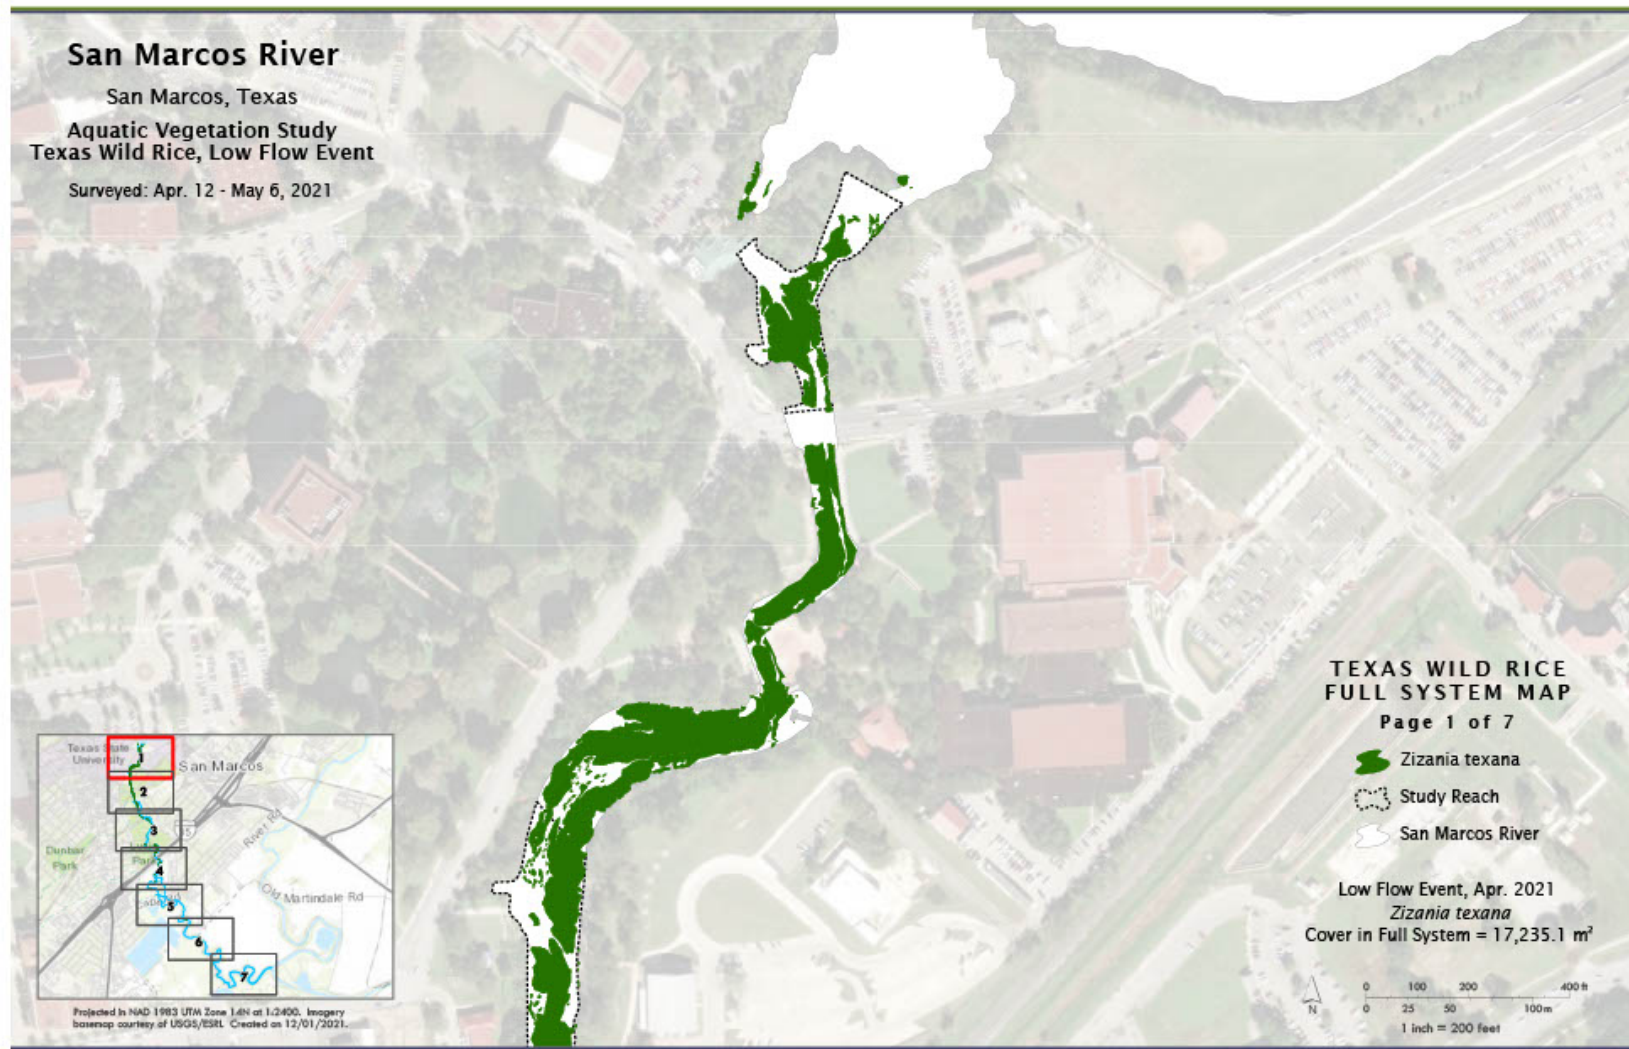 San Marcos River
San Marcos, Texas
Aquatic Vegetation Study
Texas Wild Rice, Low Flow Event
Surveyed: Apr. 12 - May 6, 2021
TEXAS WILD RICE
FULL SYSTEM MAP
Page 1 of 7
Zizania texana
Study Reach
San Marcos River
Low Flow Event, Apr. 2021
Zizania texana
Cover in Full System = 17,235.1 m²
0 100 200 400 ft
N
0 25 50 100 m
1 inch = 200 feet
Texas State
University
San Marcos
1
2
3
River Rd
Dunbar
Park
4
5
Old Martindale Rd
6
7
Projected in NAD 1983 UTM Zone 14N at 1:2400. Imagery
basemap courtesy of USGS/ESRI. Created on 12/01/2021.